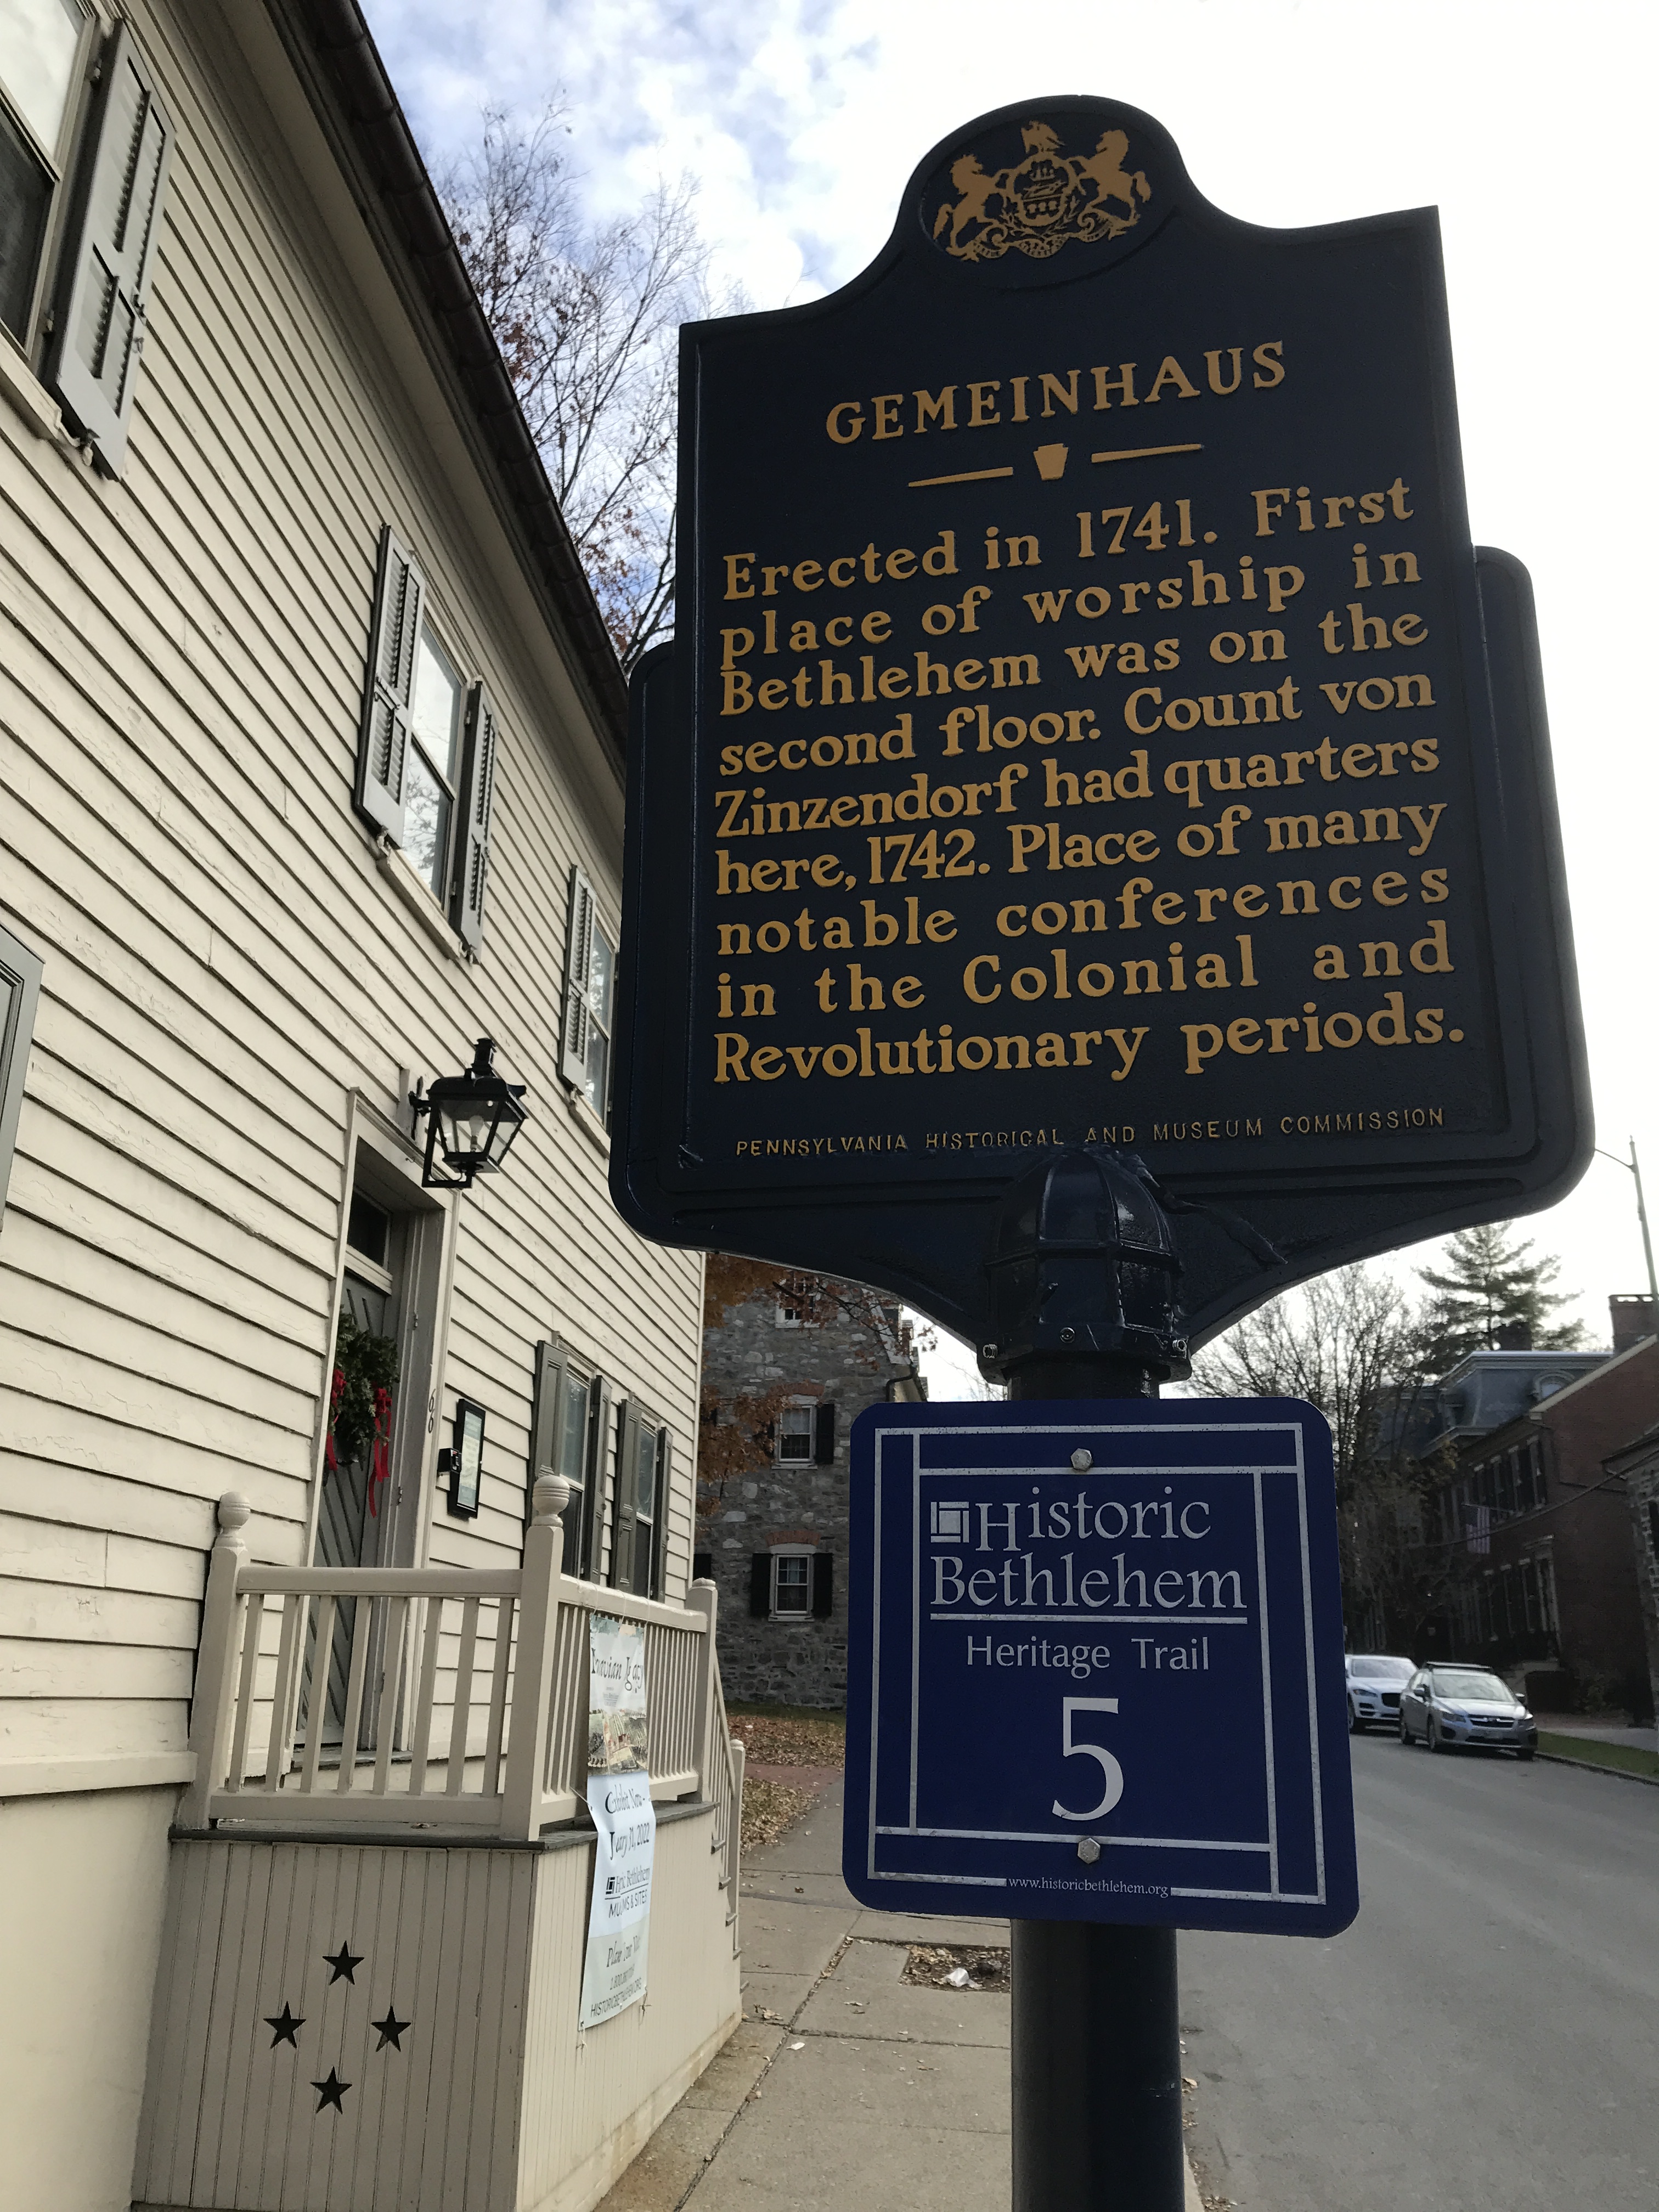 GEMEINHAUS
Erected in 1741. First
place of worship in
Bethlehem was on the
second floor. Count von
Zinzendorf had quarters
here, 1742. Place of many
notable conferences
in the Colonial and
Revolutionary periods.
PENNSYLVANIA HISTORICAL AND MUSEUM COMMISSION
Historic
Bethlehem
Heritage Trail
5
www.historicbethlehem.org
66